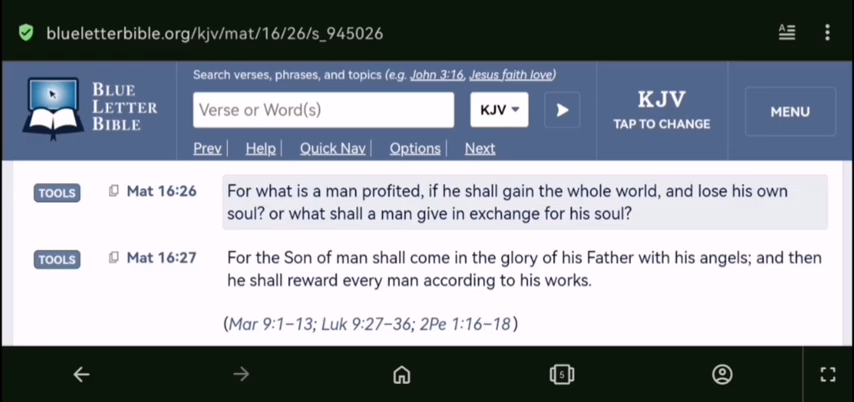 blueletterbible.org/kjv/mat/16/26/s_945026
BLUE
LETTER
BIBLE
Search verses, phrases, and topics (e.g. John 3:16, Jesus faith love)
Verse or Word(s)
KJV
Prev | Help | Quick Nav | Options | Next
KJV
TAP TO CHANGE
MENU
TOOLS Mat 16:26 For what is a man profited, if he shall gain the whole world, and lose his own
soul? or what shall a man give in exchange for his soul?
TOOLS Mat 16:27 For the Son of man shall come in the glory of his Father with his angels; and then
he shall reward every man according to his works.
(Mar 9:1–13; Luk 9:27–36; 2Pe 1:16–18)
5